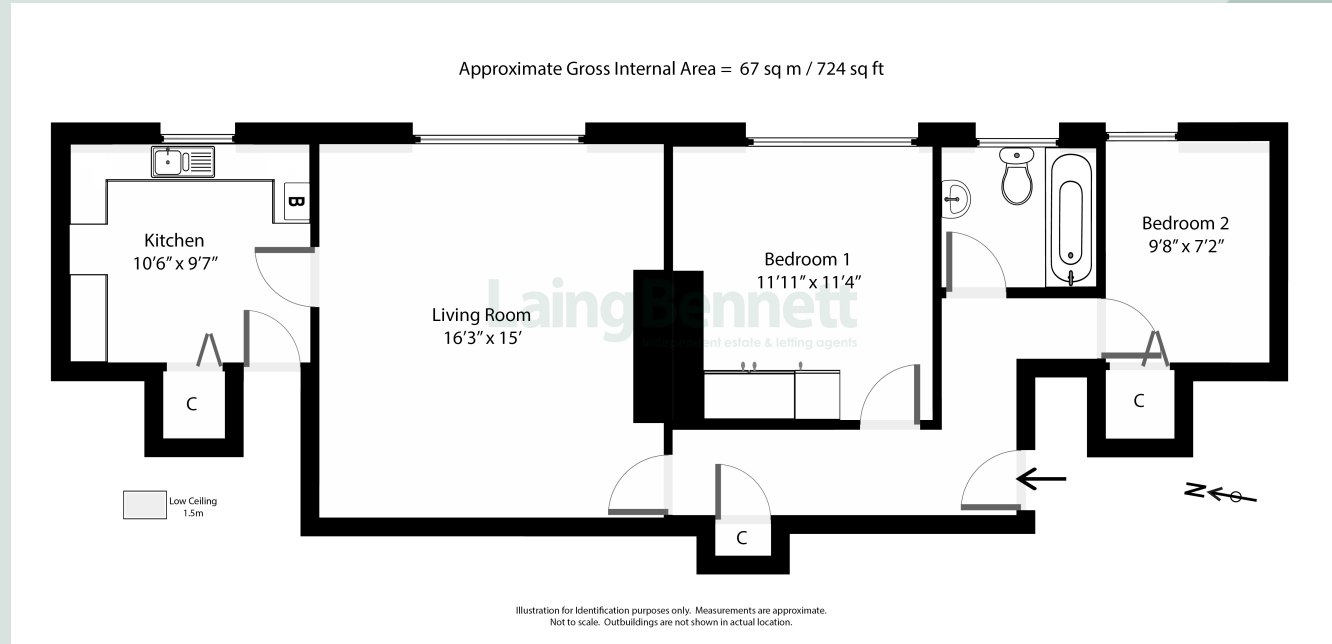 Approximate Gross Internal Area = 67 sq m / 724 sq ft
B
Kitchen
10’6” x 9’7”
Living Room
16’3” x 15’
Bedroom 1
11’11” x 11’4”
Bedroom 2
9’8” x 7’2”
LaingBennett
independent estate & letting agents
C
C
C
Low Ceiling
1.5m
N
Illustration for Identification purposes only. Measurements are approximate.
Not to scale. Outbuildings are not shown in actual location.